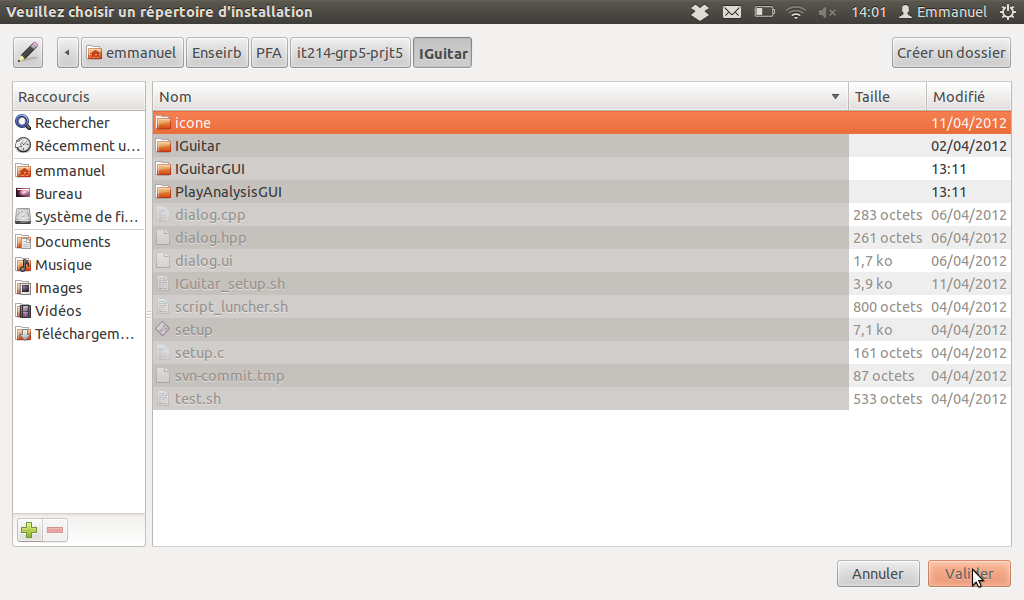 Veuillez choisir un répertoire d'installation 14:01 Emmanuel
emmanuel Enseirb PFA it214-grp5-prjt5 IGuitar Créer un dossier
Raccourcis
Rechercher
Récemment u...
emmanuel
Bureau
Système de fi...
Documents
Musique
Images
Vidéos
Téléchargem...
Nom Taille Modifié
icone 11/04/2012
IGuitar 02/04/2012
IGuitarGUI 13:11
PlayAnalysisGUI 13:11
dialog.cpp 283 octets 06/04/2012
dialog.hpp 261 octets 06/04/2012
dialog.ui 1,7 ko 06/04/2012
IGuitar_setup.sh 3,9 ko 11/04/2012
script_luncher.sh 800 octets 04/04/2012
setup 7,1 ko 04/04/2012
setup.c 161 octets 04/04/2012
svn-commit.tmp 87 octets 04/04/2012
test.sh 533 octets 04/04/2012
Annuler Valider